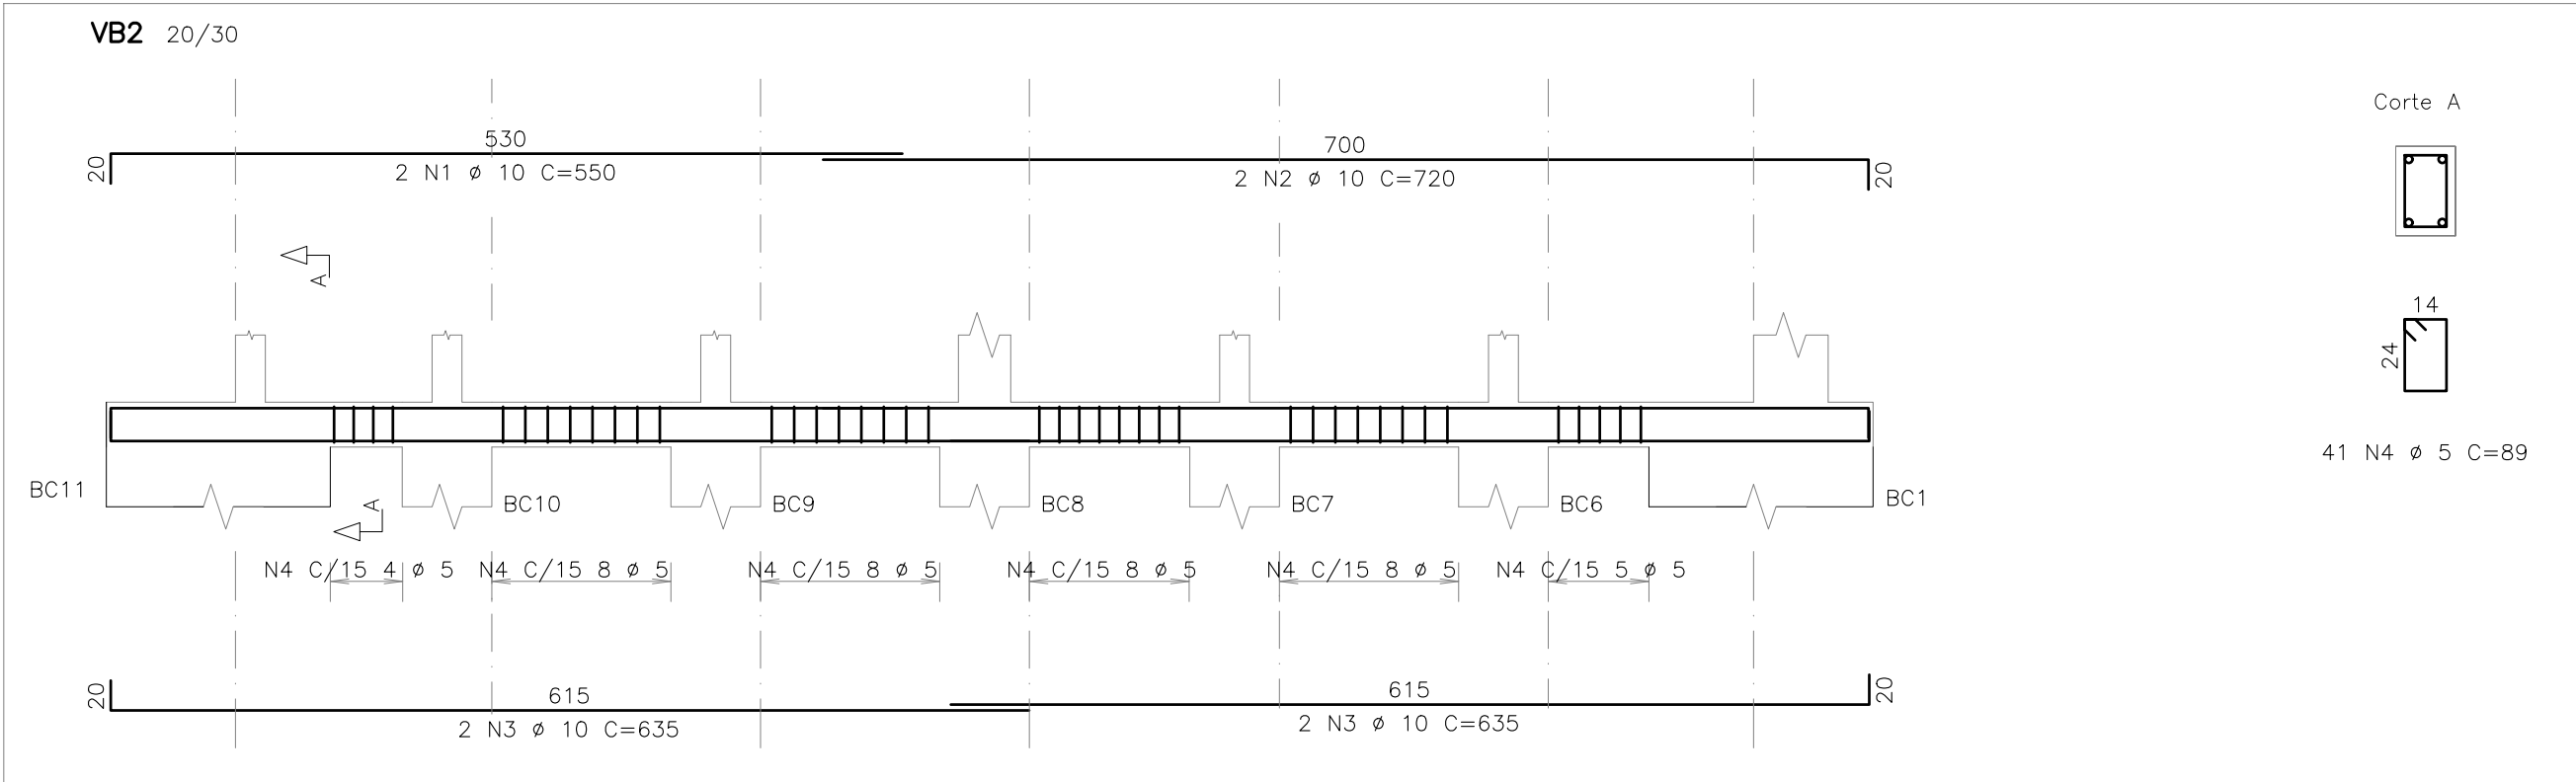 VB2 20/30
Corte A
530
20
2 N1 ø 10 C=550
700
2 N2 ø 10 C=720
20
A
14
24
41 N4 ø 5 C=89
BC11
A
BC10
BC9
BC8
BC7
BC6
BC1
N4 C/15 4 ø 5
N4 C/15 8 ø 5
N4 C/15 8 ø 5
N4 C/15 8 ø 5
N4 C/15 8 ø 5
N4 C/15 5 ø 5
20
615
2 N3 ø 10 C=635
615
2 N3 ø 10 C=635
20